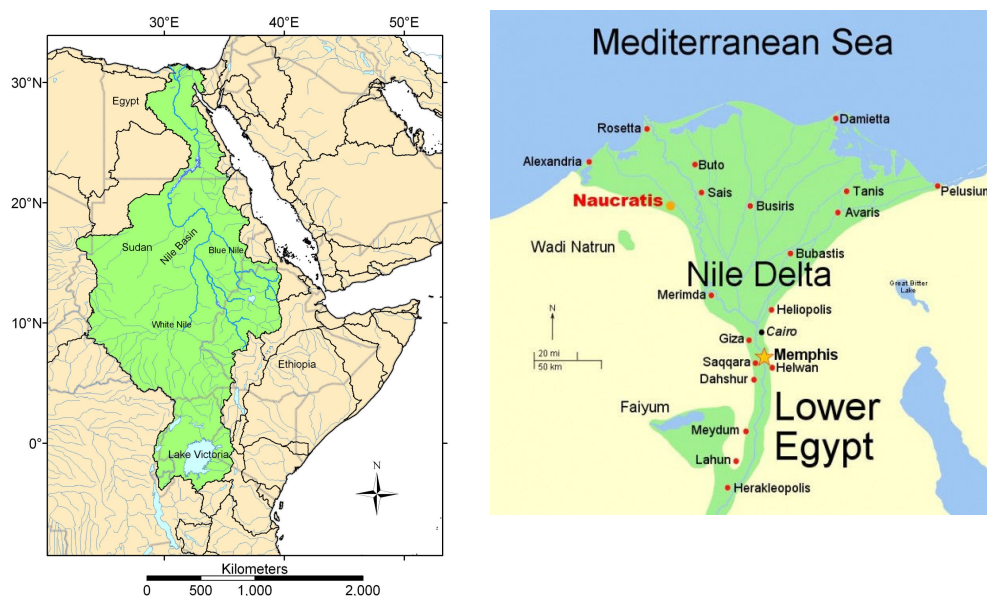 30°E
40°E
50°E
30°N
20°N
10°N
0°
Egypt
Sudan
Nile Basin
Blue Nile
White Nile
Ethiopia
Lake Victoria
N
Kilometers
0 500 1.000 2.000
Mediterranean Sea
Rosetta
Damietta
Alexandria
Buto
Sais
Naucratis
Busiris
Tanis
Pelusium
Avaris
Wadi Natrun
Bubastis
Nile Delta
Great Bitter
Lake
Merimda
Heliopolis
N
Cairo
Giza
20 mi
50 km
Memphis
Saqqara
Helwan
Dahshur
Faiyum
Lower
Egypt
Meydum
Lahun
Herakleopolis